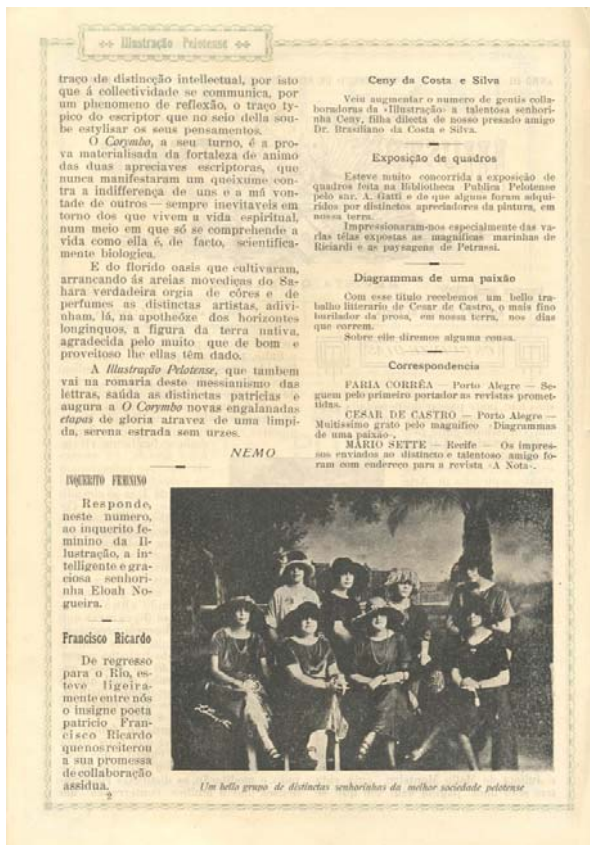 Illustração Pelotense
traço de distincção intellectual, por isto
que á collectividade se communica, por
um phenomeno de reflexão, o traço ty-
pico do escriptor que no seio della sou-
be estylisar os seus pensamentos.
O Corymbo, a seu turno, é a pro-
va materialisada da fortaleza de animo
das duas apreciaveis escriptoras, que
nunca manifestaram um queixume con-
tra a indifferença de uns e a má von-
tade de outros — sempre inevitaveis em
torno dos que vivem a vida espiritual,
num meio em que só se comprehende a
vida como ella é, de facto, scientifica-
mente biologica.
E do florido oasis que cultivaram,
arrancando ás areias movediças do Sa-
hara verdadeira orgia de côres e de
perfumes as distinctas artistas, adivi-
nham, lá, na apotheóze dos horizontes
longinquos, a figura da terra nativa,
agradecida pelo muito que de bom e
proveitoso lhe ellas têm dado.
A Illustração Pelotense, que tambem
vai na romaria deste messianismo das
lettras, saúda as distinctas patricias e
augura a O Corymbo novas engalanadas
etapas de gloria atravez de uma limpi-
da, serena estrada sem urzes.
NEMO
INQUERITO FEMININO
Responde,
neste numero,
ao inquerito fe-
minino da Il-
lustração, a in-
telligente e gra-
ciosa senhori-
nha Eloah No-
gueira.
Francisco Ricardo
De regresso
para o Rio, es-
teve ligeira-
mente entre nós
o insigne poeta
patricio Fran-
cisco Ricardo
que nos reiterou
a sua promessa
de collaboração
assidua.
2
Ceny da Costa e Silva
Veiu augmentar o numero de gentis colla-
boradoras da «Illustração» a talentosa senhori-
nha Ceny, filha dilecta de nosso presado amigo
Dr. Brasiliano da Costa e Silva.
Exposição de quadros
Esteve muito concorrida a exposição de
quadros feita na Bibliotheca Publica Pelotense
pelo snr. A. Gatti e de que alguns foram adqui-
ridos por distinctos apreciadores da pintura, em
nossa terra.
Impressionaram-nos especialmente das va-
rias télas expostas as magnificas marinhas de
Riciardi e as paysagens de Petrassi.
Diagrammas de uma paixão
Com esse titulo recebemos um bello tra-
balho litterario de Cesar de Castro, o mais fino
burilador da prosa, em nossa terra, nos dias
que correm.
Sobre elle diremos alguma cousa.
Correspondencia
FARIA CORRÊA — Porto Alegre — Se-
guem pelo primeiro portador as revistas promet-
tidas.
CESAR DE CASTRO — Porto Alegre —
Multissimo grato pelo magnifico «Diagrammas
de uma paixão».
MÁRIO SETTE — Recife — Os impres-
sos enviados ao distincto e talentoso amigo fo-
ram com endereço para a revista «A Nota».
Um bello grupo de distinctas senhorinhas da melhor sociedade pelotense